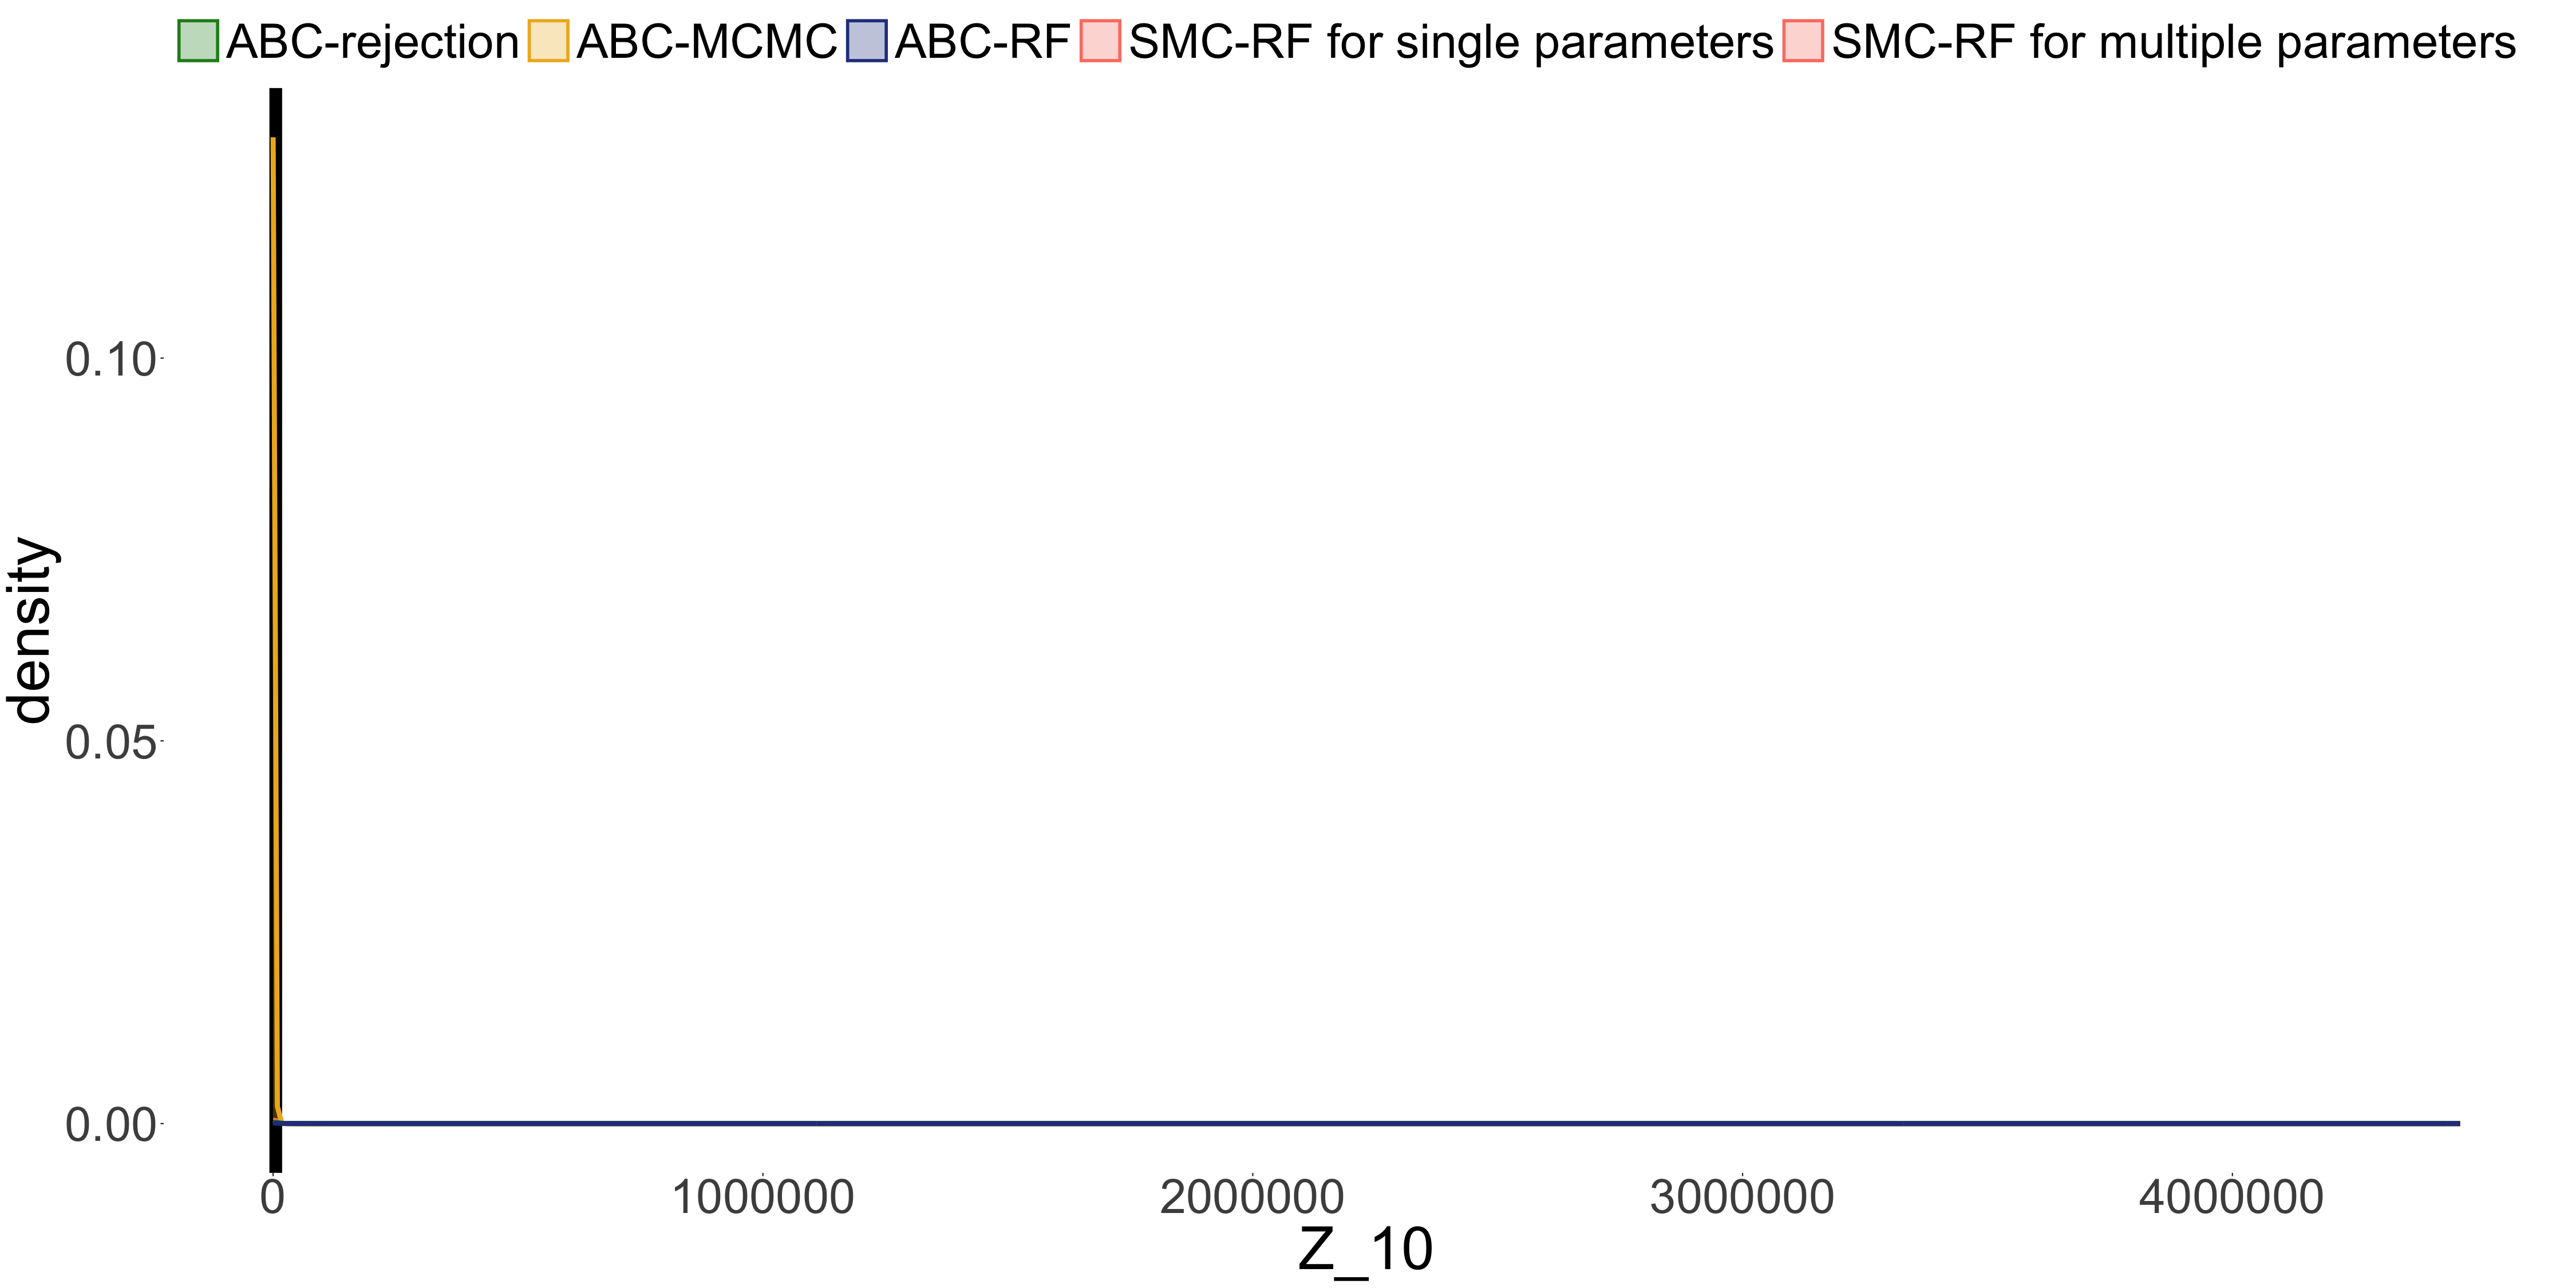 ABC-rejection ABC-MCMC ABC-RF SMC-RF for single parameters SMC-RF for multiple parameters
density
0.10
0.05
0.00
0 1000000 2000000 3000000 4000000
Z_10